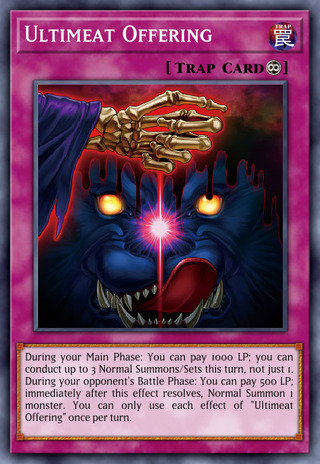 ULTIMEAT OFFERING
TRAP
罠
[TRAP CARD]
During your Main Phase: You can pay 1000 LP; you can
conduct up to 3 Normal Summons/Sets this turn, not just 1.
During your opponent's Battle Phase: You can pay 500 LP;
immediately after this effect resolves, Normal Summon 1
monster. You can only use each effect of "Ultimeat
Offering" once per turn.